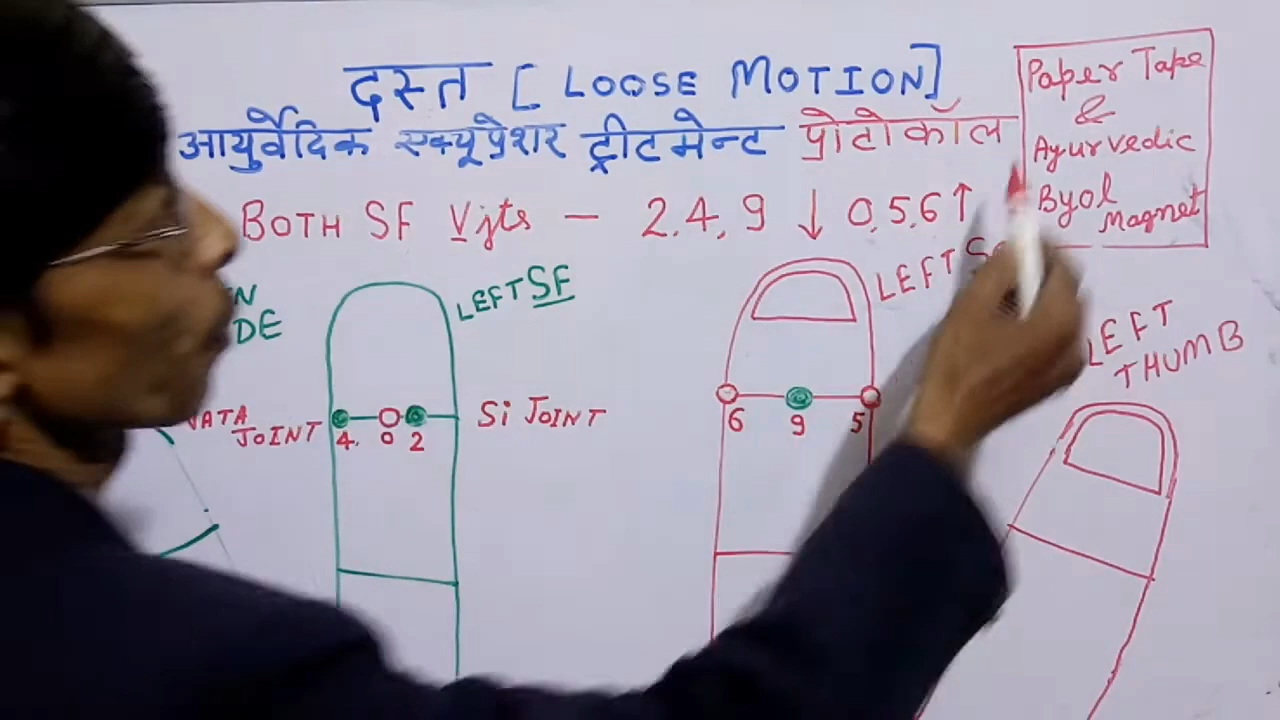 दस्त [ LOOSE MOTION]
आयुर्वेदिक एक्यूप्रेशर ट्रीटमेन्ट प्रोटोकॉल
Paper Tape
&
Ayurvedic
Byol
Magnet
BOTH SF Vjts — 2,4,9 ↓ 0,5,6↑
LEFT SF
LEFT
LEFT
THUMB
JOINT
4. 0 2
Si JOINT
6 9 5